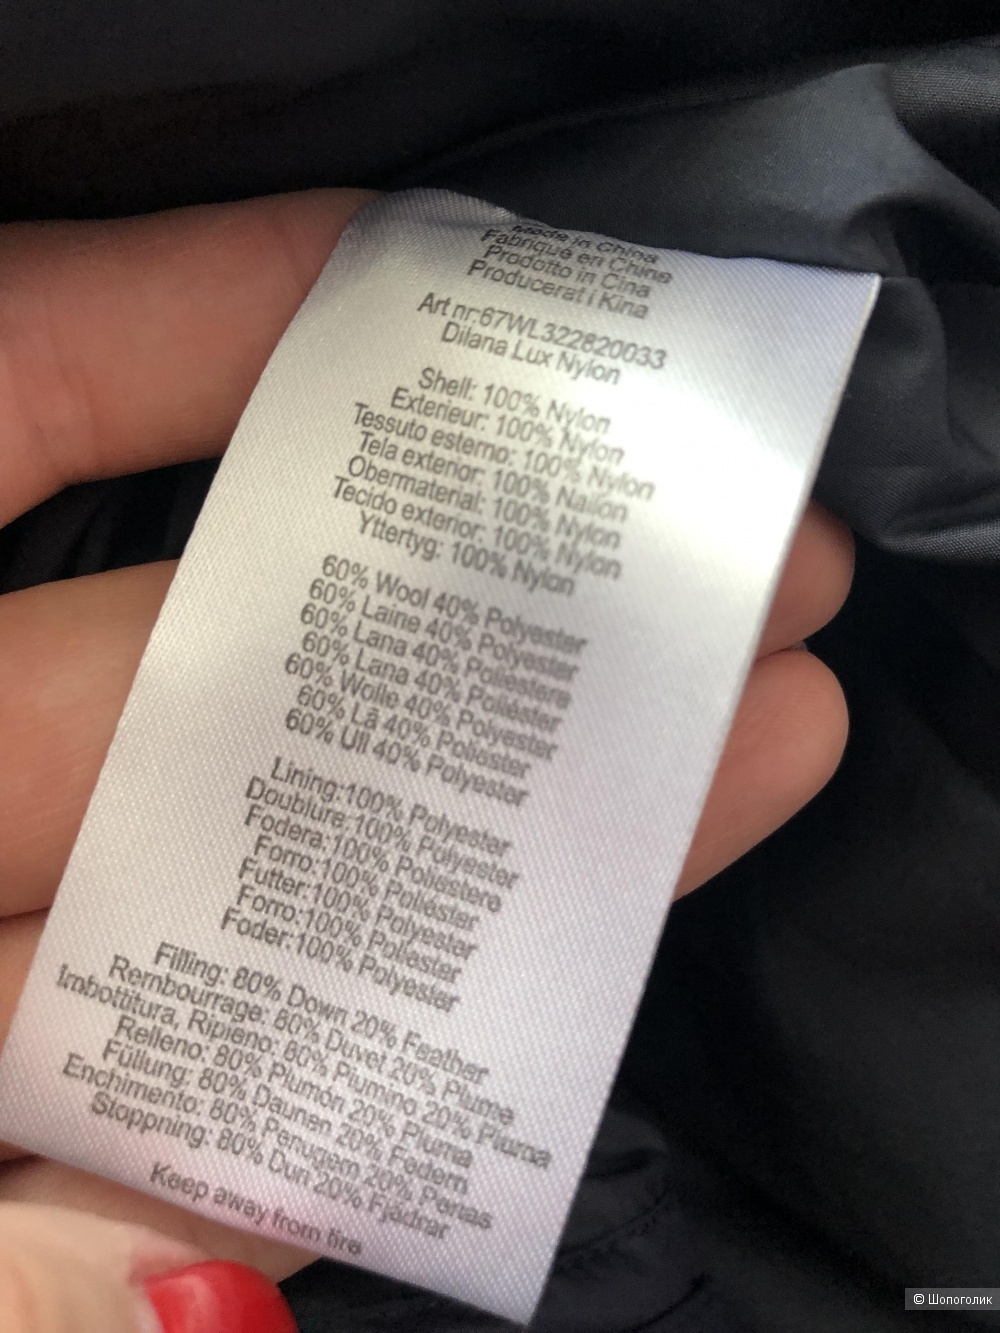 Made in China
Fabriqué en Chine
Prodotto in Cina
Producerat i Kina
Art nr:67WL322820033
Dilana Lux Nylon
Shell: 100% Nylon
Exterieur: 100% Nylon
Tessuto esterno: 100% Nylon
Tela exterior: 100% Nailon
Obermaterial: 100% Nylon
Tecido exterior: 100% Nylon
Yttertyg: 100% Nylon
60% Wool 40% Polyester
60% Laine 40% Polyester
60% Lana 40% Poliestere
60% Lana 40% Poliéster
60% Wolle 40% Polyester
60% Lã 40% Poliester
60% Ull 40% Polyester
Lining:100% Polyester
Doublure:100% Polyester
Fodera:100% Poliestere
Forro:100% Poliéster
Futter:100% Polyester
Forro:100% Poliester
Foder:100% Polyester
Filling: 80% Down 20% Feather
Rembourrage: 80% Duvet 20% Plume
Imbottitura, Ripieno: 80% Piumino 20% Piuma
Relleno: 80% Plumón 20% Pluma
Füllung: 80% Daunen 20% Federn
Enchimento: 80% Penugem 20% Penas
Stoppning: 80% Dun 20% Fjädrar
Keep away from fire
© Шопоголик